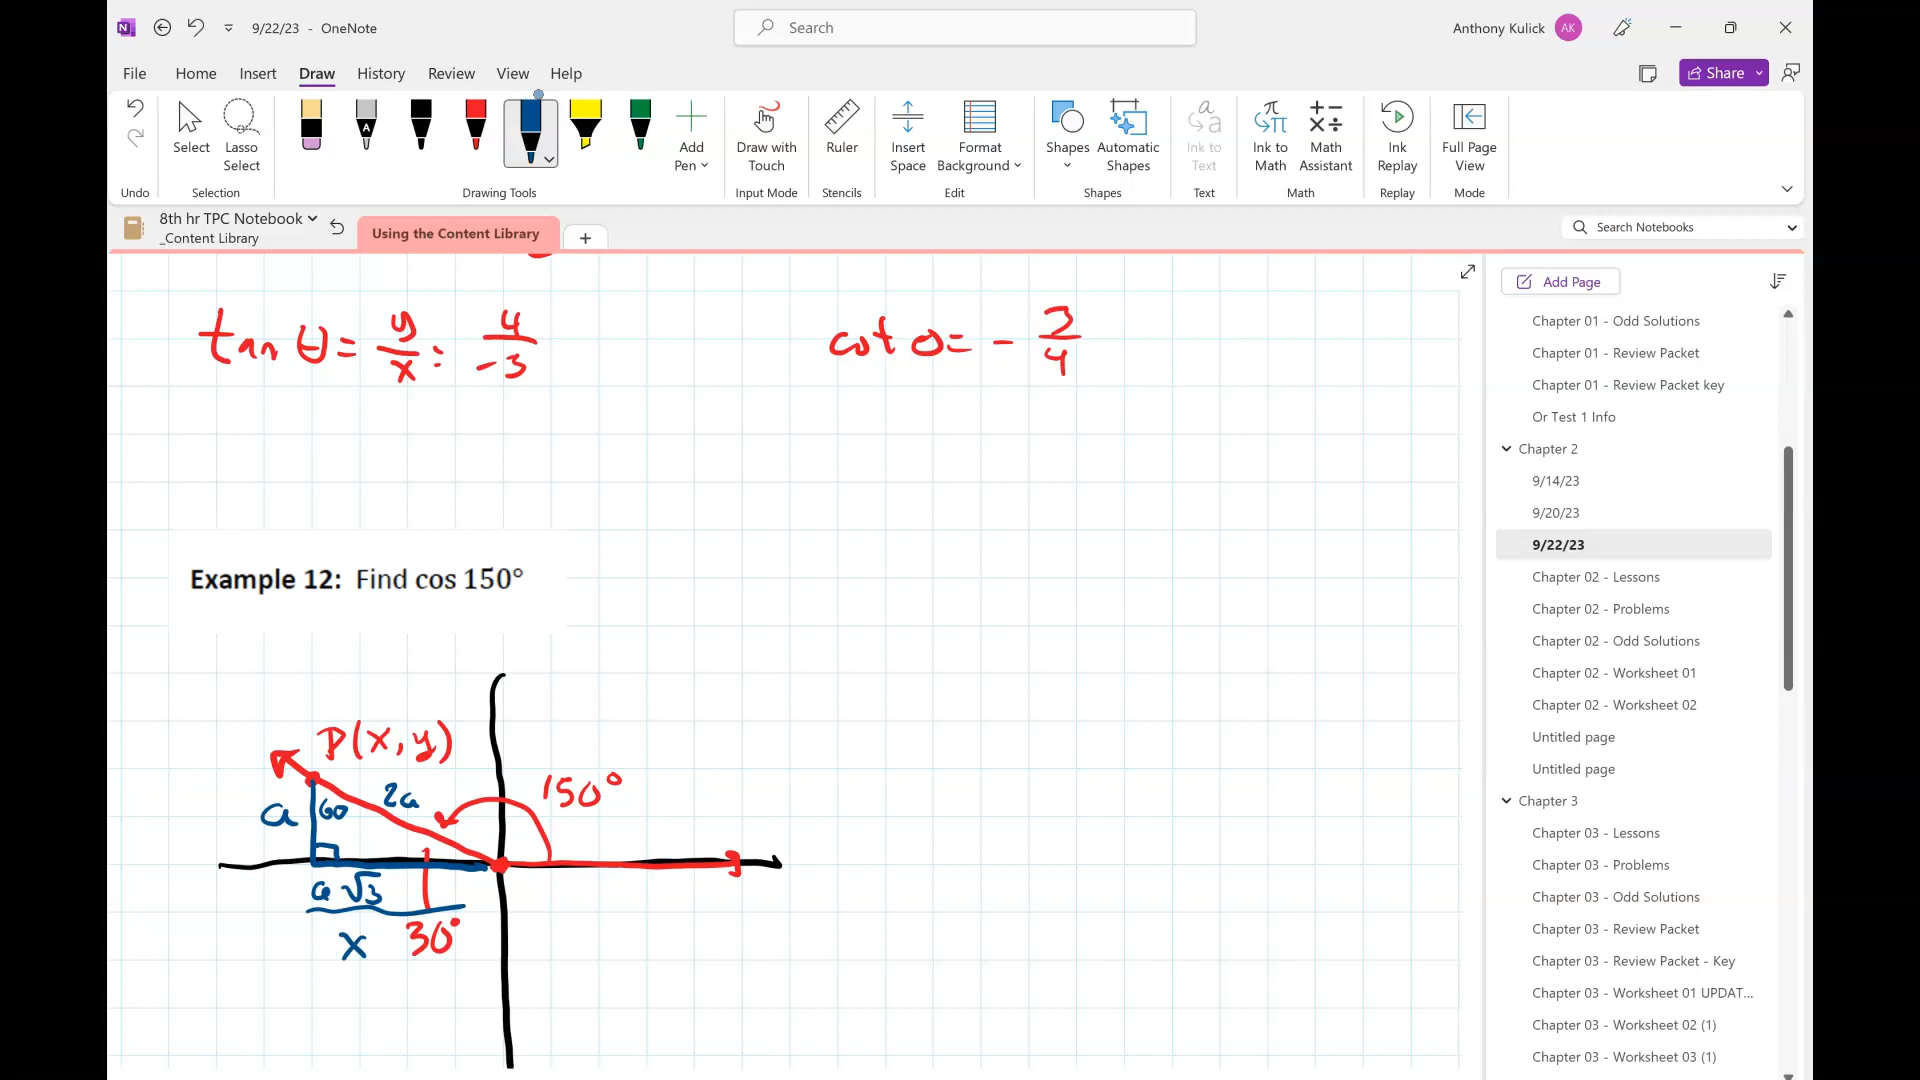 9/22/23 - OneNote
Search
Anthony Kulick AK
File Home Insert Draw History Review View Help
Share
Undo
Select
Lasso Select
Selection
A
Drawing Tools
Add Pen
Draw with Touch
Input Mode
Ruler
Stencils
Insert Space
Format Background
Edit
Shapes
Automatic Shapes
Shapes
Ink to Text
Text
Ink to Math
Math Assistant
Math
Ink Replay
Replay
Full Page View
Mode
8th hr TPC Notebook
_Content Library
Using the Content Library
Search Notebooks
tan θ = y/x = 4/-3
cot θ = - 3/4
Example 12: Find cos 150°
P(x, y)
150°
2a
a
60
a√3
x
30°
Add Page
Chapter 01 - Odd Solutions
Chapter 01 - Review Packet
Chapter 01 - Review Packet key
Or Test 1 Info
Chapter 2
9/14/23
9/20/23
9/22/23
Chapter 02 - Lessons
Chapter 02 - Problems
Chapter 02 - Odd Solutions
Chapter 02 - Worksheet 01
Chapter 02 - Worksheet 02
Untitled page
Untitled page
Chapter 3
Chapter 03 - Lessons
Chapter 03 - Problems
Chapter 03 - Odd Solutions
Chapter 03 - Review Packet
Chapter 03 - Review Packet - Key
Chapter 03 - Worksheet 01 UPDAT...
Chapter 03 - Worksheet 02 (1)
Chapter 03 - Worksheet 03 (1)